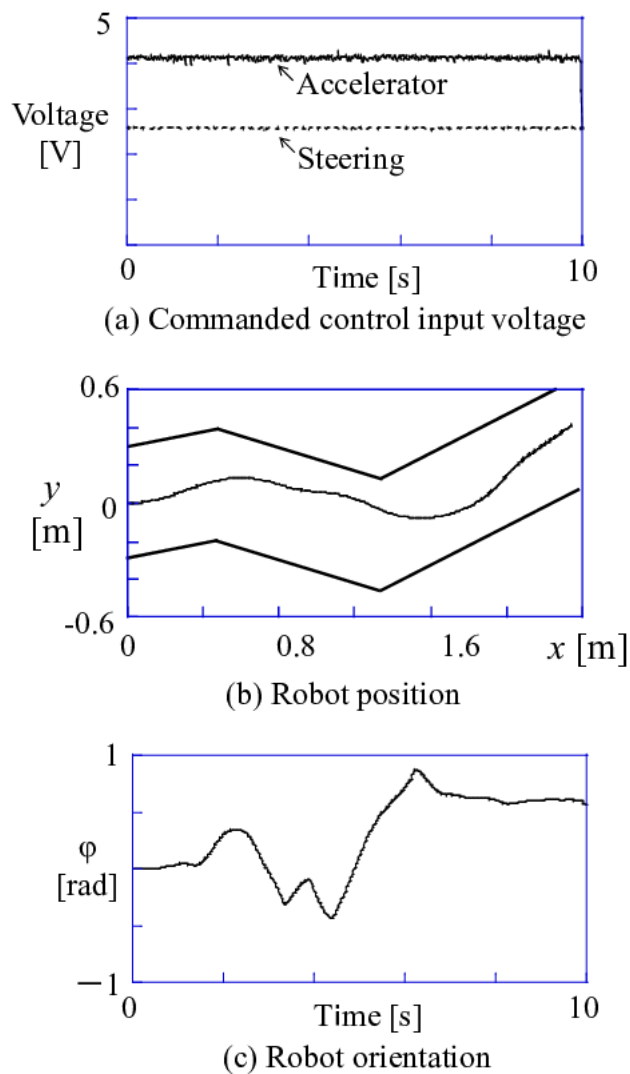 5
Accelerator
Voltage
[V]
Steering
0
Time [s]
10
(a) Commanded control input voltage
0.6
y
0
[m]
-0.6
0
0.8
1.6
x [m]
(b) Robot position
1
φ
[rad]
−1
0
Time [s]
10
(c) Robot orientation